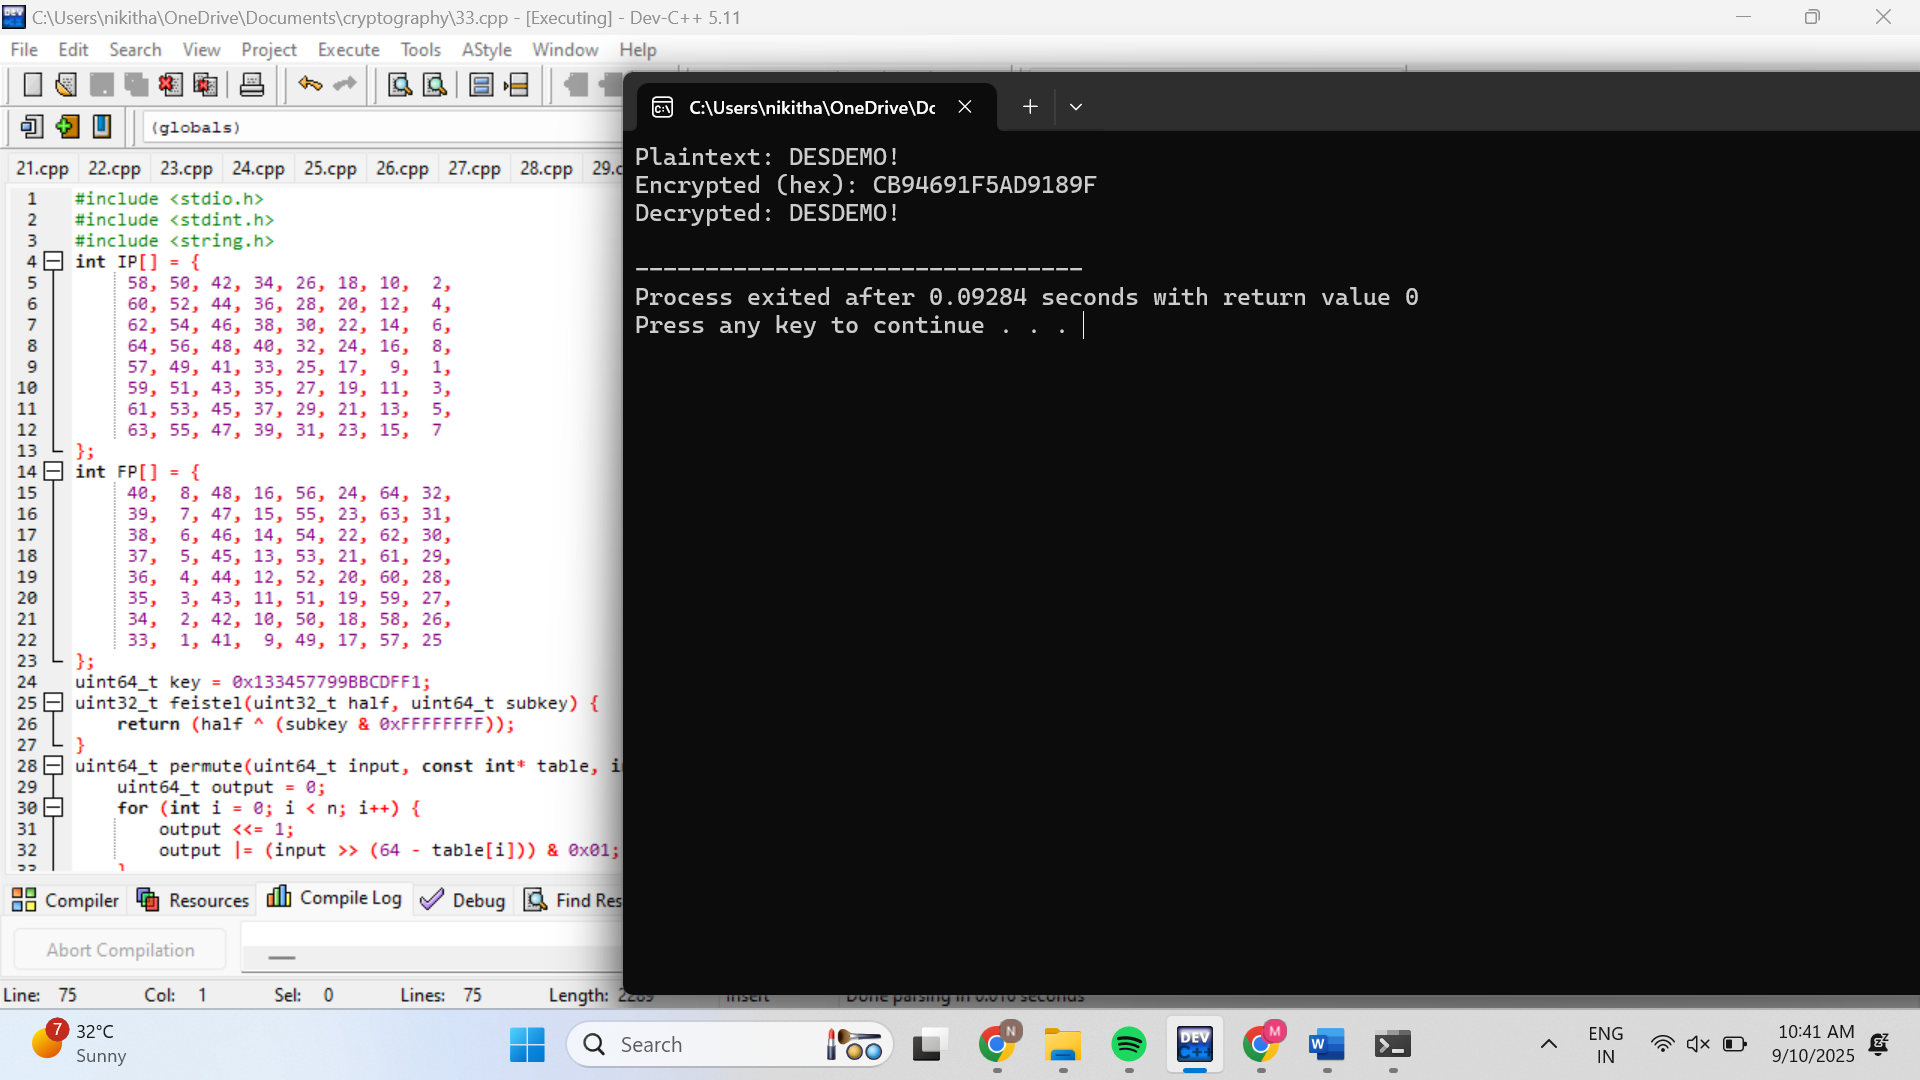 C:\Users\nikitha\OneDrive\Documents\cryptography\33.cpp - [Executing] - Dev-C++ 5.11
File Edit Search View Project Execute Tools AStyle Window Help
(globals)
21.cpp 22.cpp 23.cpp 24.cpp 25.cpp 26.cpp 27.cpp 28.cpp
1 #include <stdio.h>
2 #include <stdint.h>
3 #include <string.h>
4 int IP[] = {
5 58, 50, 42, 34, 26, 18, 10, 2,
6 60, 52, 44, 36, 28, 20, 12, 4,
7 62, 54, 46, 38, 30, 22, 14, 6,
8 64, 56, 48, 40, 32, 24, 16, 8,
9 57, 49, 41, 33, 25, 17, 9, 1,
10 59, 51, 43, 35, 27, 19, 11, 3,
11 61, 53, 45, 37, 29, 21, 13, 5,
12 63, 55, 47, 39, 31, 23, 15, 7
13 };
14 int FP[] = {
15 40, 8, 48, 16, 56, 24, 64, 32,
16 39, 7, 47, 15, 55, 23, 63, 31,
17 38, 6, 46, 14, 54, 22, 62, 30,
18 37, 5, 45, 13, 53, 21, 61, 29,
19 36, 4, 44, 12, 52, 20, 60, 28,
20 35, 3, 43, 11, 51, 19, 59, 27,
21 34, 2, 42, 10, 50, 18, 58, 26,
22 33, 1, 41, 9, 49, 17, 57, 25
23 };
24 uint64_t key = 0x133457799BBCDFF1;
25 uint32_t feistel(uint32_t half, uint64_t subkey) {
26 return (half ^ (subkey & 0xFFFFFFFF));
27 }
28 uint64_t permute(uint64_t input, const int* table,
29 uint64_t output = 0;
30 for (int i = 0; i < n; i++) {
31 output <<= 1;
32 output |= (input >> (64 - table[i])) & 0x01;
33 }
Compiler Resources Compile Log Debug Find
Abort Compilation
Line: 75 Col: 1 Sel: 0 Lines: 75 Length: 2289 Insert Done parsing in 0.016 seconds
C:\Users\nikitha\OneDrive\Dc
Plaintext: DESDEMO!
Encrypted (hex): CB94691F5AD9189F
Decrypted: DESDEMO!
--------------------------------
Process exited after 0.09284 seconds with return value 0
Press any key to continue . . .
7
32°C
Sunny
Search
N
DEV
C++
M
W
ENG
IN
10:41 AM
9/10/2025